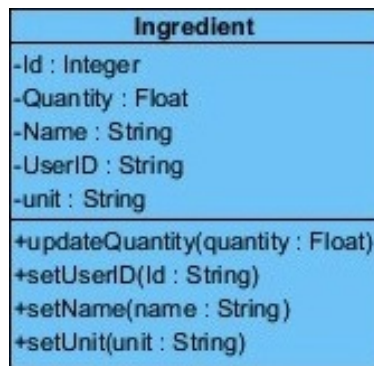 Ingredient
-Id : Integer
-Quantity : Float
-Name : String
-UserID : String
-unit : String
+updateQuantity(quantity : Float)
+setUserID(Id : String)
+setName(name : String)
+setUnit(unit : String)